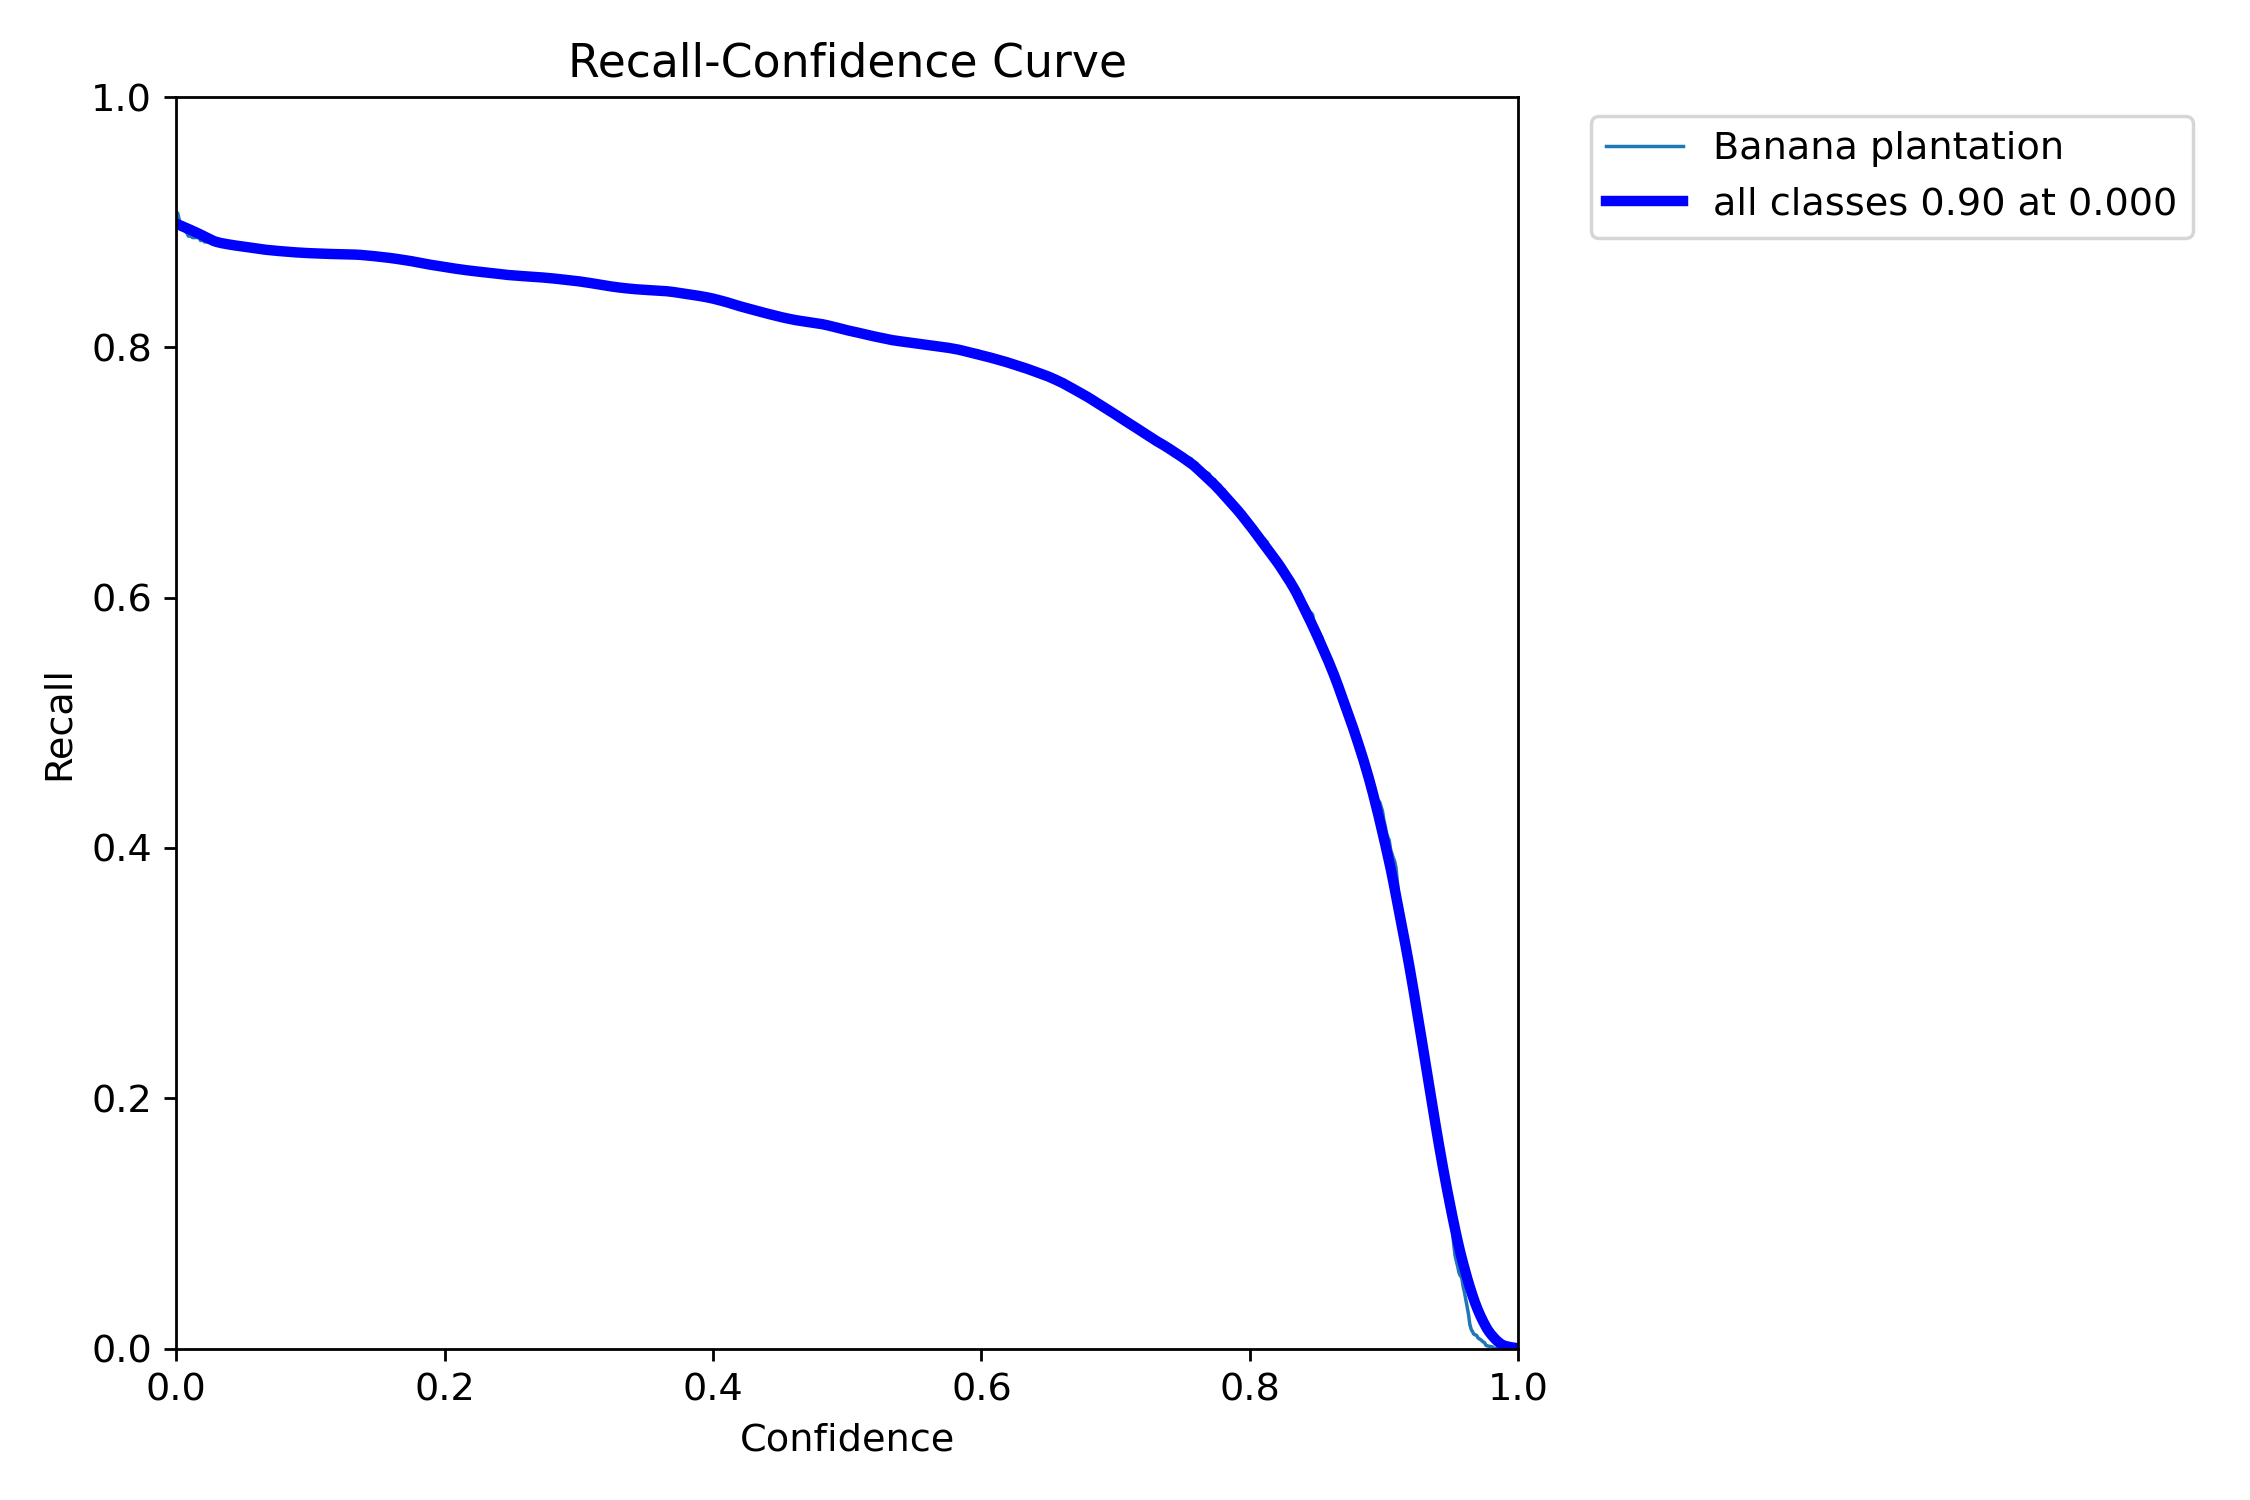 Recall-Confidence Curve
1.0
0.8
0.6
0.4
0.2
0.0
Recall
0.0 0.2 0.4 0.6 0.8 1.0
Confidence
Banana plantation
all classes 0.90 at 0.000